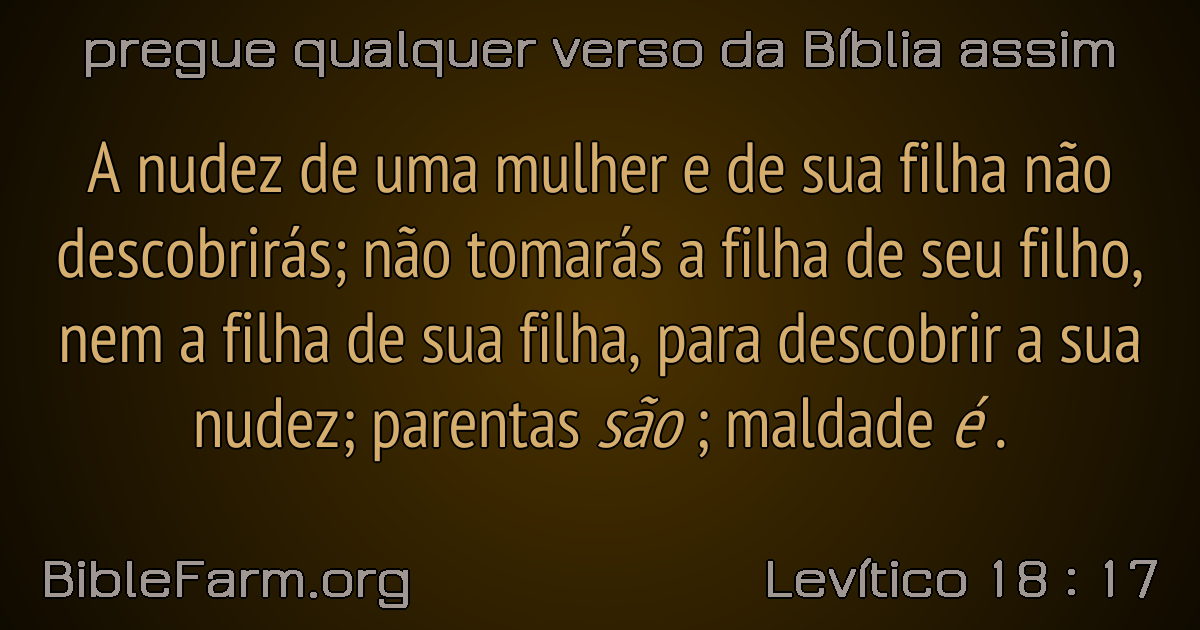 pregue qualquer verso da Bíblia assim
A nudez de uma mulher e de sua filha não
descobrirás; não tomarás a filha de seu filho,
nem a filha de sua filha, para descobrir a sua
nudez; parentas são ; maldade é .
BibleFarm.org
Levítico 18 : 17